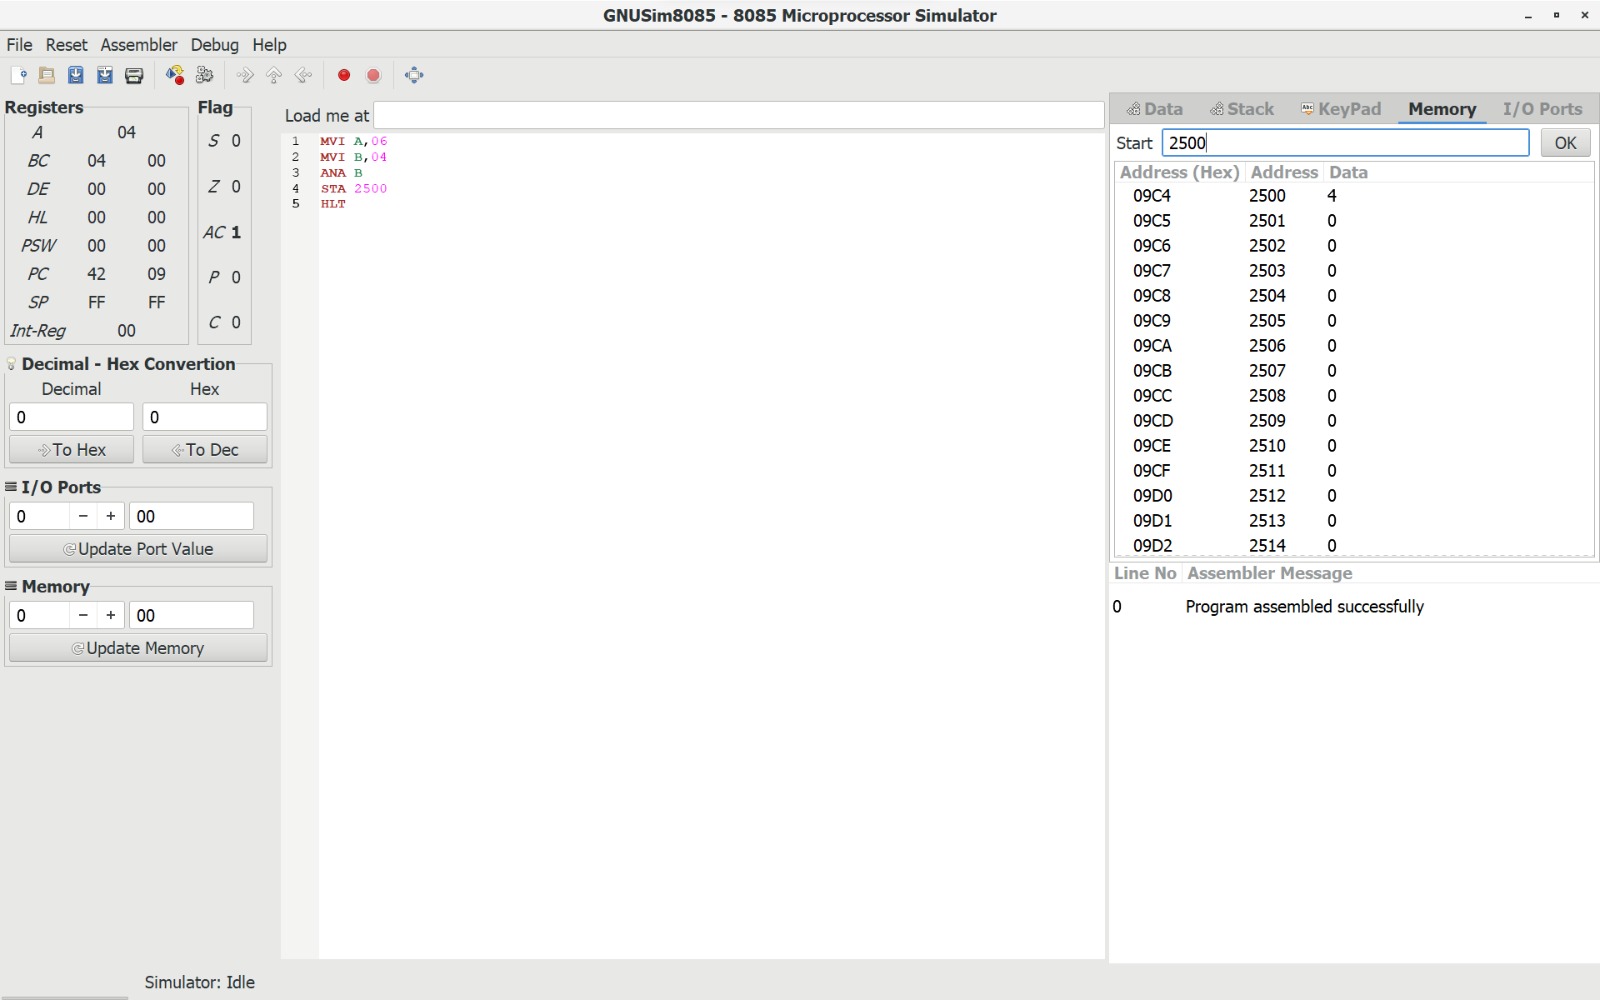 GNUSim8085 - 8085 Microprocessor Simulator
File Reset Assembler Debug Help
Registers
A 04
BC 04 00
DE 00 00
HL 00 00
PSW 00 00
PC 42 09
SP FF FF
Int-Reg 00
Flag
S 0
Z 0
AC 1
P 0
C 0
Decimal - Hex Convertion
Decimal Hex
0 0
To Hex To Dec
I/O Ports
0 − + 00
Update Port Value
Memory
0 − + 00
Update Memory
Load me at
1 MVI A,06
2 MVI B,04
3 ANA B
4 STA 2500
5 HLT
Data Stack KeyPad Memory I/O Ports
Start 2500 OK
Address (Hex) Address Data
09C4 2500 4
09C5 2501 0
09C6 2502 0
09C7 2503 0
09C8 2504 0
09C9 2505 0
09CA 2506 0
09CB 2507 0
09CC 2508 0
09CD 2509 0
09CE 2510 0
09CF 2511 0
09D0 2512 0
09D1 2513 0
09D2 2514 0
Line No Assembler Message
0 Program assembled successfully
Simulator: Idle